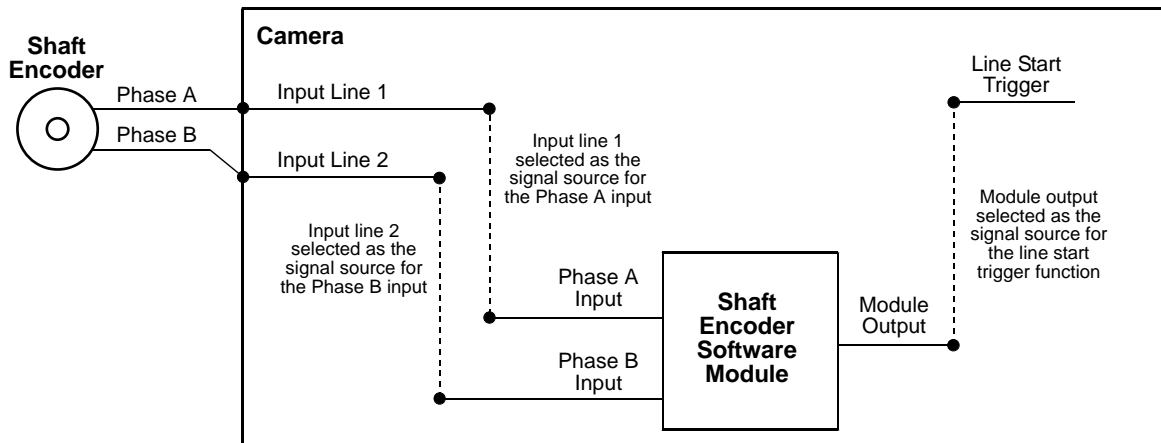 Camera
Shaft
Encoder
Phase A
Phase B
Input Line 1
Input Line 2
Input line 1
selected as the
signal source for
the Phase A input
Input line 2
selected as the
signal source for
the Phase B input
Phase A
Input
Phase B
Input
Shaft
Encoder
Software
Module
Module
Output
Line Start
Trigger
Module output
selected as the
signal source for
the line start
trigger function